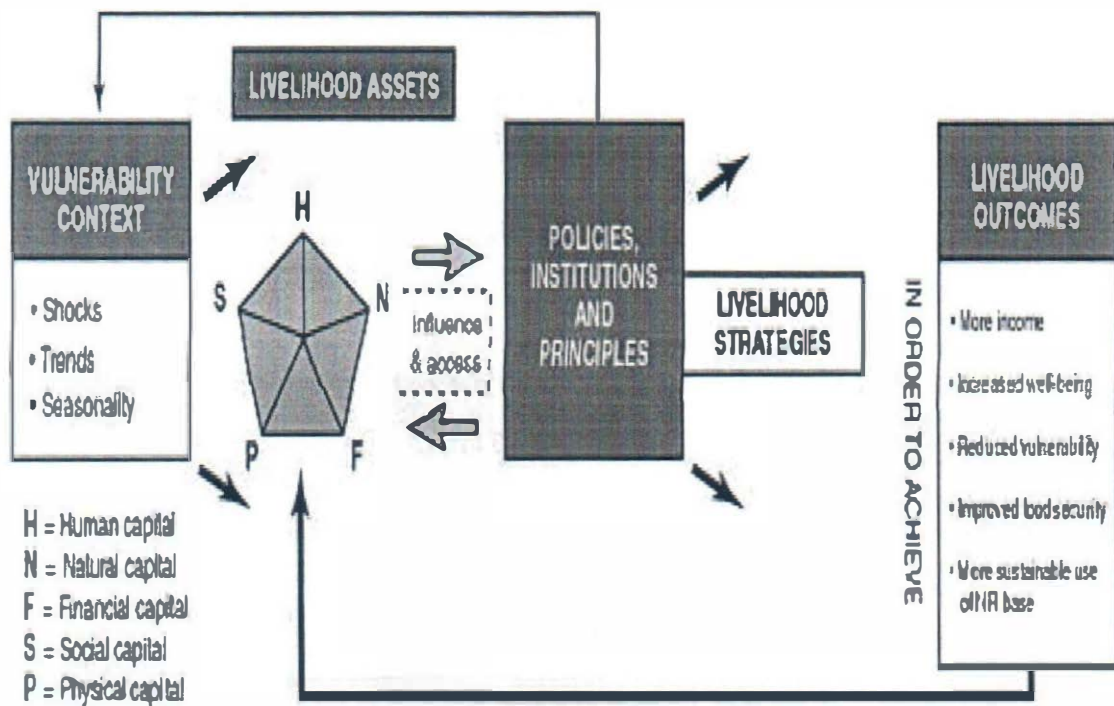 LIVELIHOOD ASSETS
VULNERABILITY
CONTEXT
• Shocks
• Trends
• Seasonality
H
S
N
P
F
Influence
& access
POLICIES,
INSTITUTIONS
AND
PRINCIPLES
LIVELIHOOD
STRATEGIES
IN ORDER TO ACHIEVE
LIVELIHOOD
OUTCOMES
• More income
• Increased well-being
• Reduced vulnerability
• Improved food security
• More sustainable use
of NR base
H = Human capital
N = Natural capital
F = Financial capital
S = Social capital
P = Physical capital